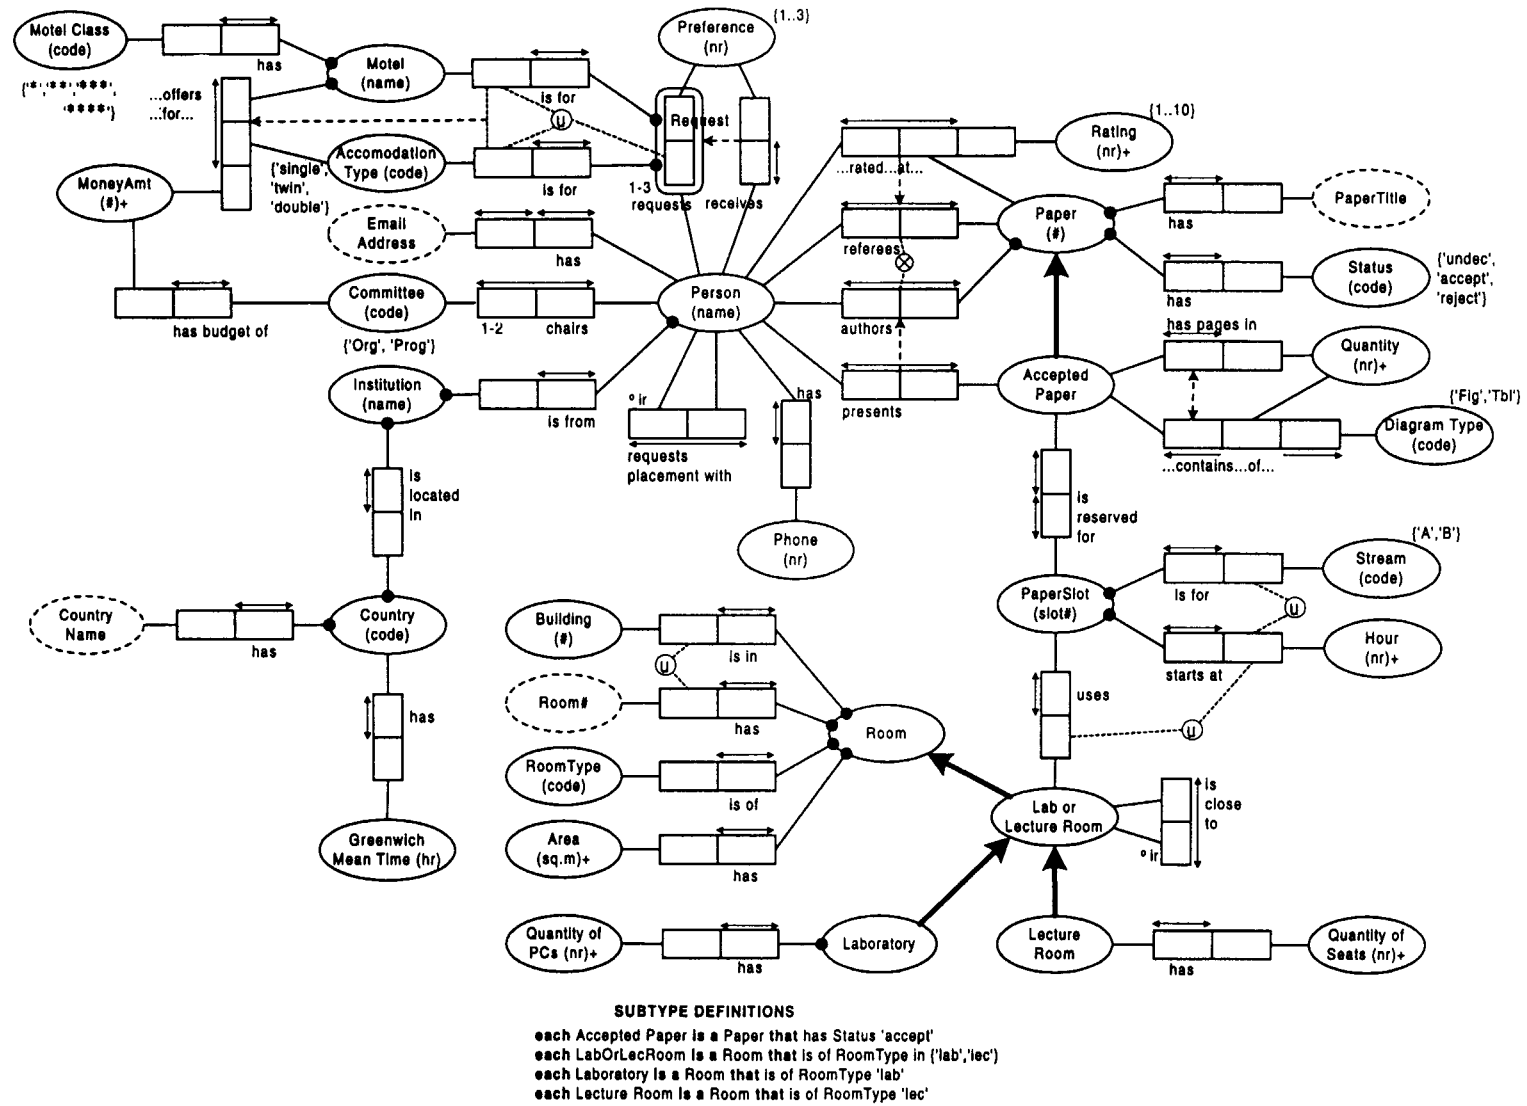 Motel Class
(code)
has
{'*','**','***',
'****'}
Motel
(name)
...offers
...for...
is for
u
Accomodation
Type (code)
{'single',
'twin',
'double'}
is for
MoneyAmt
(#)+
Preference
(nr)
{1..3}
Request
1-3
requests
receives
Email
Address
has
Committee
(code)
{'Org', 'Prog'}
has budget of
1-2
chairs
Person
(name)
Institution
(name)
is from
° ir
requests
placement with
has
Phone
(nr)
is
located
in
Country
Name
has
Country
(code)
has
Greenwich
Mean Time (hr)
...rated...at...
Rating
(nr)+
{1..10}
referees
authors
presents
Paper
(#)
has
PaperTitle
has
Status
(code)
{'undec',
'accept',
'reject'}
has pages in
Quantity
(nr)+
Accepted
Paper
...contains...of...
{'Fig','Tbl'}
Diagram Type
(code)
is
reserved
for
PaperSlot
(slot#)
is for
Stream
(code)
{'A','B'}
u
starts at
Hour
(nr)+
uses
u
Building
(#)
is in
u
Room#
has
Room
RoomType
(code)
is of
Area
(sq.m)+
has
Lab or
Lecture Room
is
close
to
° ir
Quantity of
PCs (nr)+
has
Laboratory
Lecture
Room
has
Quantity of
Seats (nr)+
SUBTYPE DEFINITIONS
each Accepted Paper is a Paper that has Status 'accept'
each LabOrLecRoom is a Room that is of RoomType in {'lab','lec'}
each Laboratory is a Room that is of RoomType 'lab'
each Lecture Room is a Room that is of RoomType 'lec'